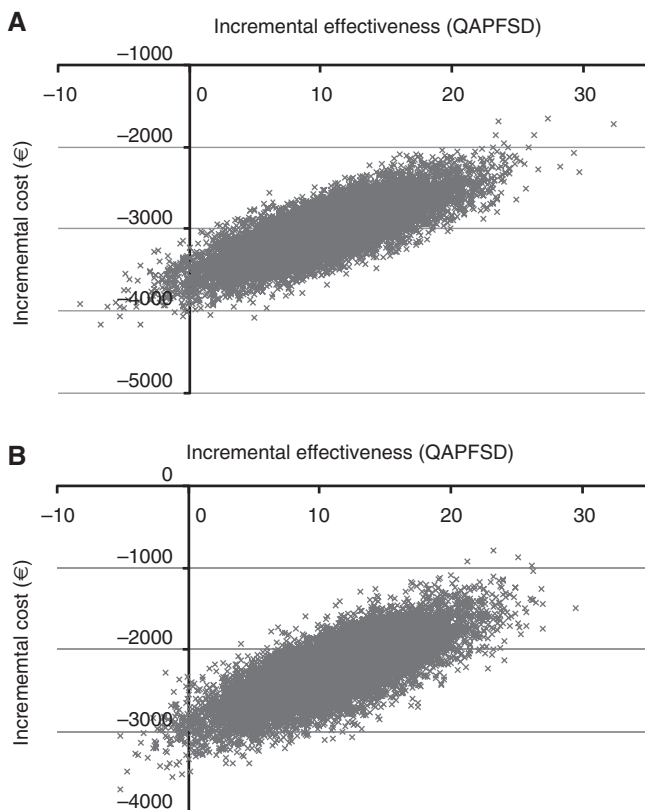 A
Incremental effectiveness (QAPFSD)
–1000
–10 0 10 20 30
–2000
–3000
–4000
–5000
Incrememtal cost (€)
B
Incremental effectiveness (QAPFSD)
0
–10 0 10 20 30
–1000
–2000
–3000
–4000
Incrememtal cost (€)